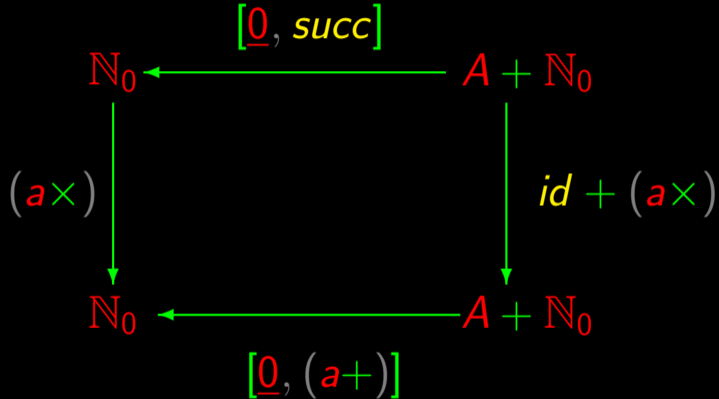 [0, succ]
ℕ₀ A + ℕ₀
(a×) id + (a×)
ℕ₀ A + ℕ₀
[0, (a+)]